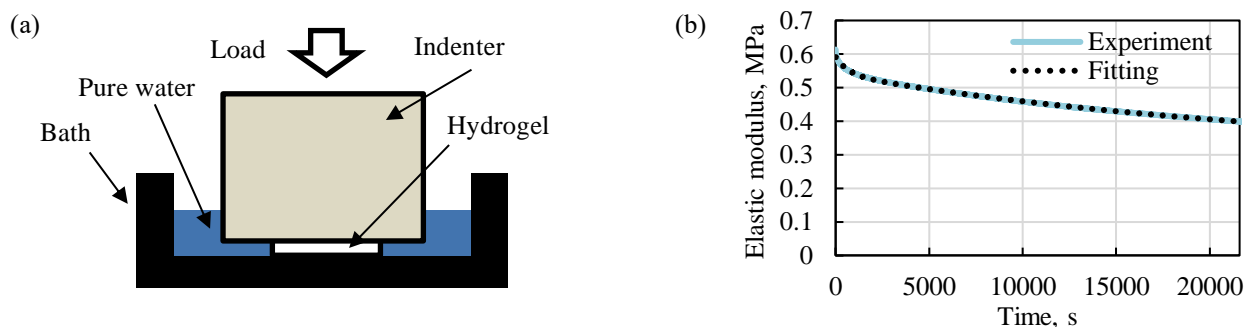 (a)
Load
Indenter
Pure water
Hydrogel
Bath
(b)
Elastic modulus, MPa
0.7
0.6
0.5
0.4
0.3
0.2
0.1
0
Experiment
Fitting
0 5000 10000 15000 20000
Time, s